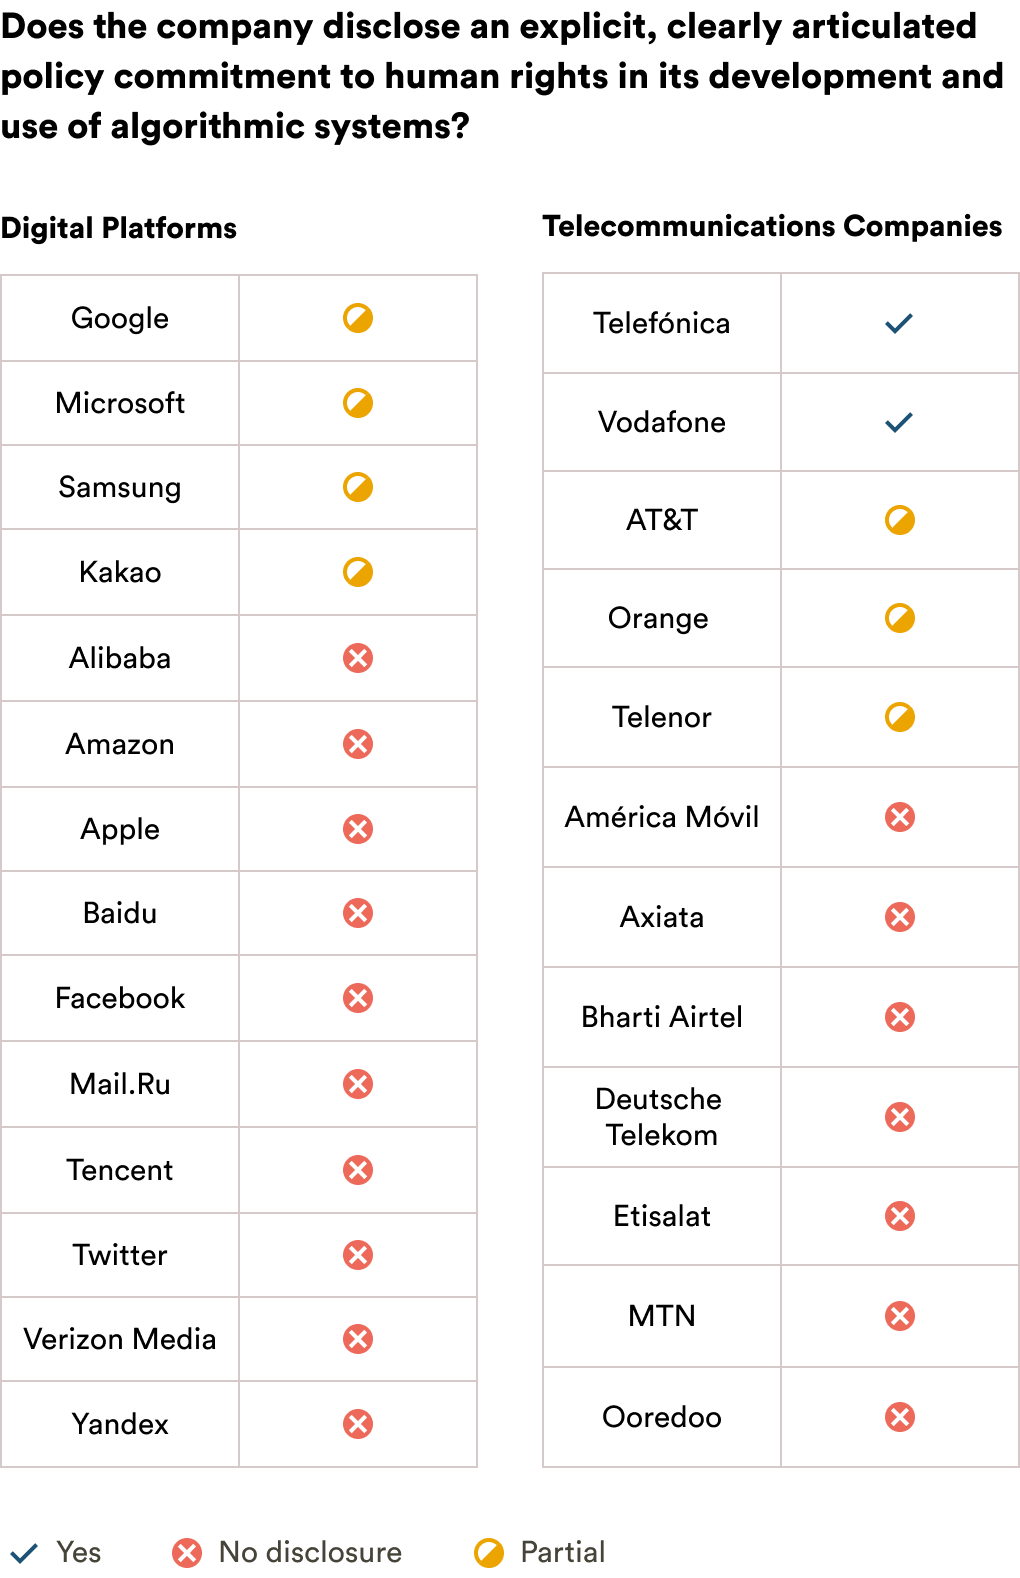 Does the company disclose an explicit, clearly articulated
policy commitment to human rights in its development and
use of algorithmic systems?
Digital Platforms
Google
Microsoft
Samsung
Kakao
Alibaba
Amazon
Apple
Baidu
Facebook
Mail.Ru
Tencent
Twitter
Verizon Media
Yandex
Telecommunications Companies
Telefónica
Vodafone
AT&T
Orange
Telenor
América Móvil
Axiata
Bharti Airtel
Deutsche
Telekom
Etisalat
MTN
Ooredoo
Yes
No disclosure
Partial